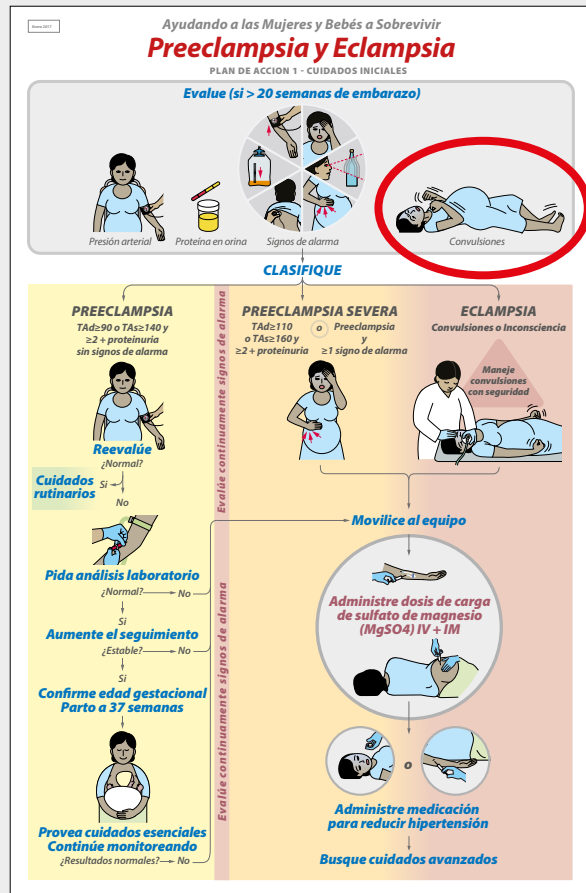 Enero 2017
Ayudando a las Mujeres y Bebés a Sobrevivir
Preeclampsia y Eclampsia
PLAN DE ACCION 1 - CUIDADOS INICIALES
Evalue (si > 20 semanas de embarazo)
Presión arterial
Proteína en orina
Signos de alarma
Convulsiones
CLASIFIQUE
PREECLAMPSIA
TAd≥90 o TAs≥140 y
≥2 + proteinuria
sin signos de alarma
Reevalúe
¿Normal?
Si
Cuidados
rutinarios
No
Pida análisis laboratorio
¿Normal?
No
Si
Aumente el seguimiento
¿Estable?
No
Si
Confirme edad gestacional
Parto a 37 semanas
Provea cuidados esenciales
Continúe monitoreando
¿Resultados normales?
No
Evalúe continuamente signos de alarma
Evalúe continuamente signos de alarma
PREECLAMPSIA SEVERA
TAd≥110
o TAs≥160 y
≥2 + proteinuria
o
Preeclampsia
y
≥1 signo de alarma
ECLAMPSIA
Convulsiones o Inconsciencia
Maneje
convulsiones
con seguridad
Movilice al equipo
Administre dosis de carga
de sulfato de magnesio
(MgSO4) IV + IM
o
Administre medicación
para reducir hipertensión
Busque cuidados avanzados